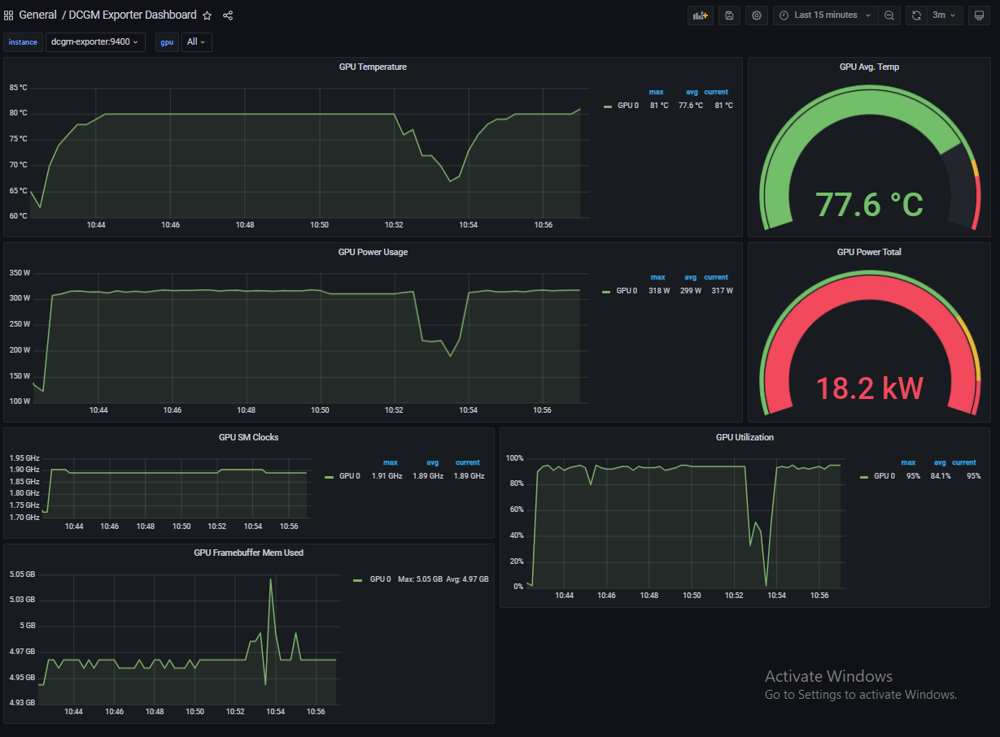 General / DCGM Exporter Dashboard
Last 15 minutes
3m
instance dcgm-exporter:9400 gpu All
GPU Temperature
85 °C
80 °C
75 °C
70 °C
65 °C
60 °C
10:44 10:46 10:48 10:50 10:52 10:54 10:56
max avg current
GPU 0 81 °C 77.6 °C 81 °C
GPU Avg. Temp
77.6 °C
GPU Power Usage
350 W
300 W
250 W
200 W
150 W
100 W
10:44 10:46 10:48 10:50 10:52 10:54 10:56
max avg current
GPU 0 318 W 299 W 317 W
GPU Power Total
18.2 kW
GPU SM Clocks
1.95 GHz
1.90 GHz
1.85 GHz
1.80 GHz
1.75 GHz
1.70 GHz
10:44 10:46 10:48 10:50 10:52 10:54 10:56
max avg current
GPU 0 1.91 GHz 1.89 GHz 1.89 GHz
GPU Utilization
100%
80%
60%
40%
20%
0%
10:44 10:46 10:48 10:50 10:52 10:54 10:56
max avg current
GPU 0 95% 84.1% 95%
GPU Framebuffer Mem Used
5.05 GB
5.03 GB
5 GB
4.97 GB
4.95 GB
4.93 GB
10:44 10:46 10:48 10:50 10:52 10:54 10:56
GPU 0 Max: 5.05 GB Avg: 4.97 GB
Activate Windows
Go to Settings to activate Windows.